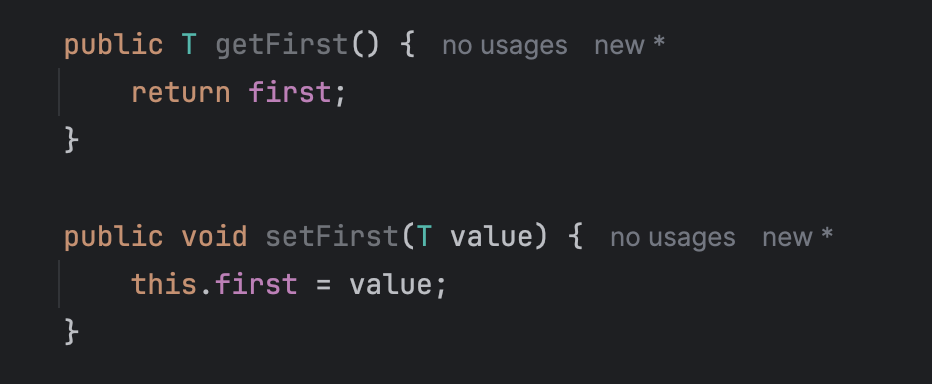 public T getFirst() { no usages new *
    return first;
}

public void setFirst(T value) { no usages new *
    this.first = value;
}